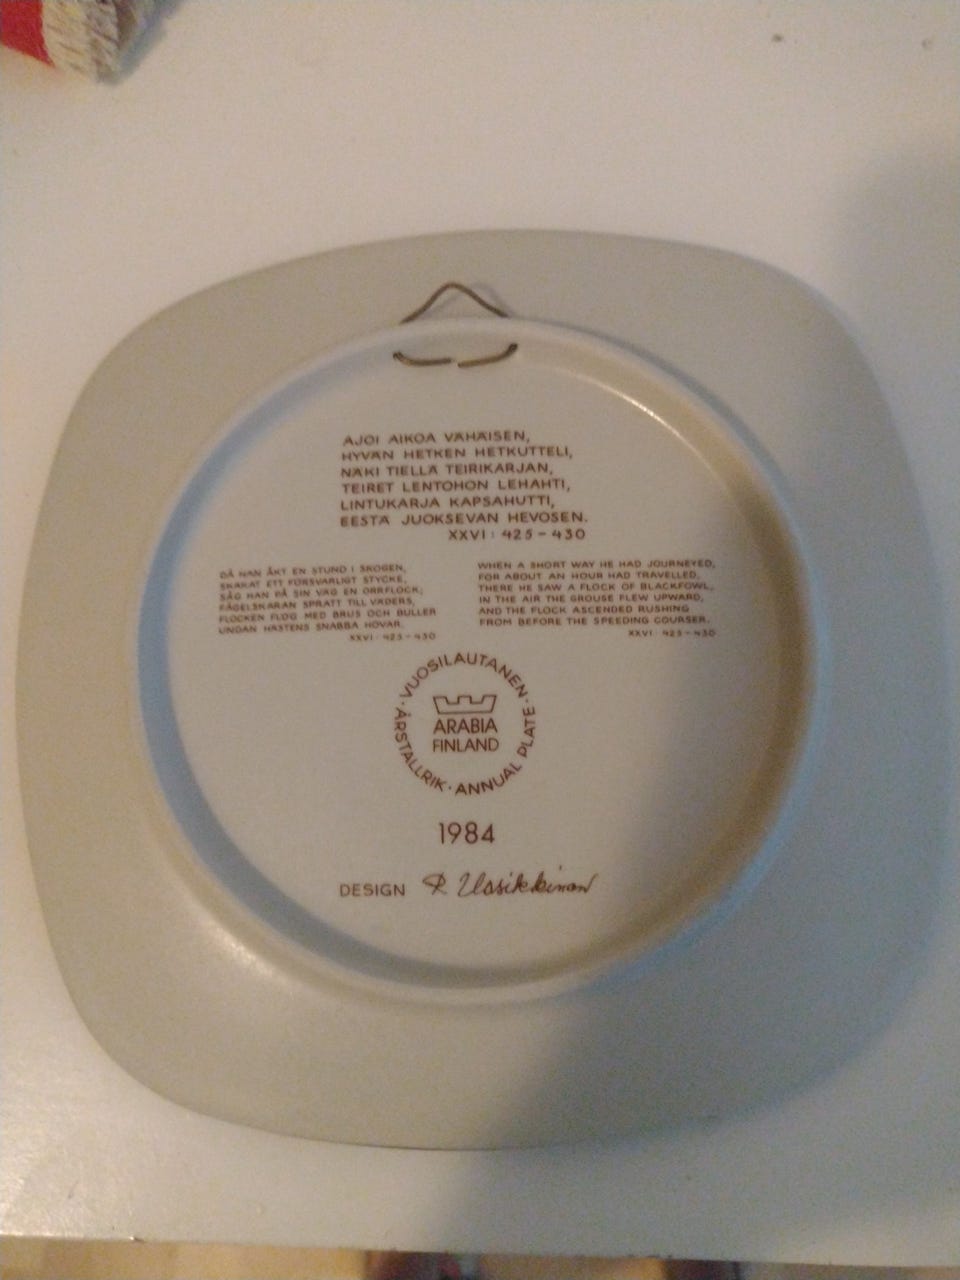 AJOI AIKOA VÄHÄISEN,
HYVÄN HETKEN HETKUTTELI,
NÄKI TIELLÄ TEIRIKARJAN,
TEIRET LENTOHON LEHAHTI,
LINTUKARJA KAPSAHUTTI,
EESTÄ JUOKSEVAN HEVOSEN.
XXVI: 425-430
DÅ HAN ÅKT EN STUND I SKOGEN,
SKAKAT ETT FÖRSVARLIGT STYCKE,
SÅG HAN PÅ SIN VÄG EN ORRFLOCK;
FÅGELSKARAN SPRATT TILL VÄDERS,
FLOCKEN FLÖG MED BRUS OCH BULLER
UNDAN HÄSTENS SNABBA HOVAR.
XXVI: 425-430
WHEN A SHORT WAY HE HAD JOURNEYED,
FOR ABOUT AN HOUR HAD TRAVELLED,
THERE HE SAW A FLOCK OF BLACKFOWL,
IN THE AIR THE GROUSE FLEW UPWARD,
AND THE FLOCK ASCENDED RUSHING
FROM BEFORE THE SPEEDING COURSER.
XXVI: 425-430
· VUOSILAUTANEN ·
ARABIA
FINLAND
ÅRSTALLRIK · ANNUAL PLATE
1984
DESIGN R. Uosikkinen